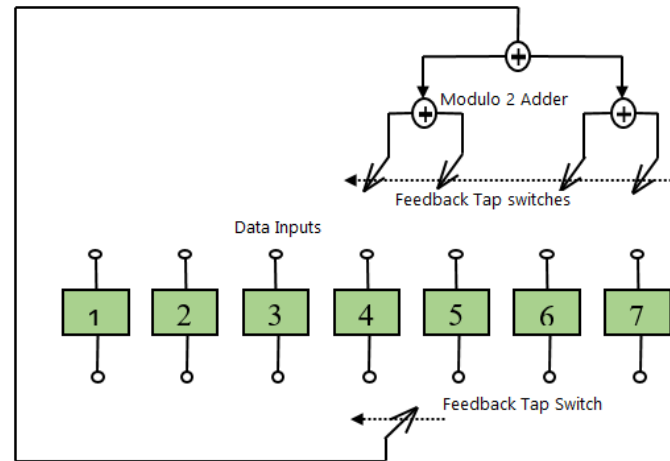 Modulo 2 Adder
Feedback Tap switches
Data Inputs
1 2 3 4 5 6 7
Feedback Tap Switch